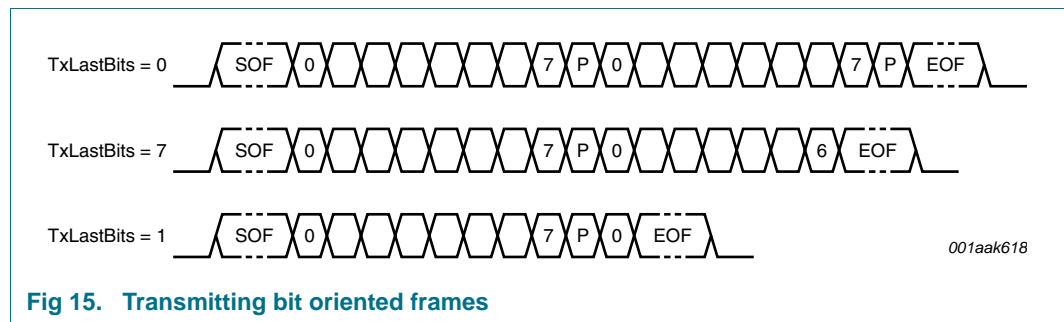 TxLastBits = 0 SOF 0 7 P 0 7 P EOF
TxLastBits = 7 SOF 0 7 P 0 6 EOF
TxLastBits = 1 SOF 0 7 P 0 EOF
001aak618
Fig 15. Transmitting bit oriented frames